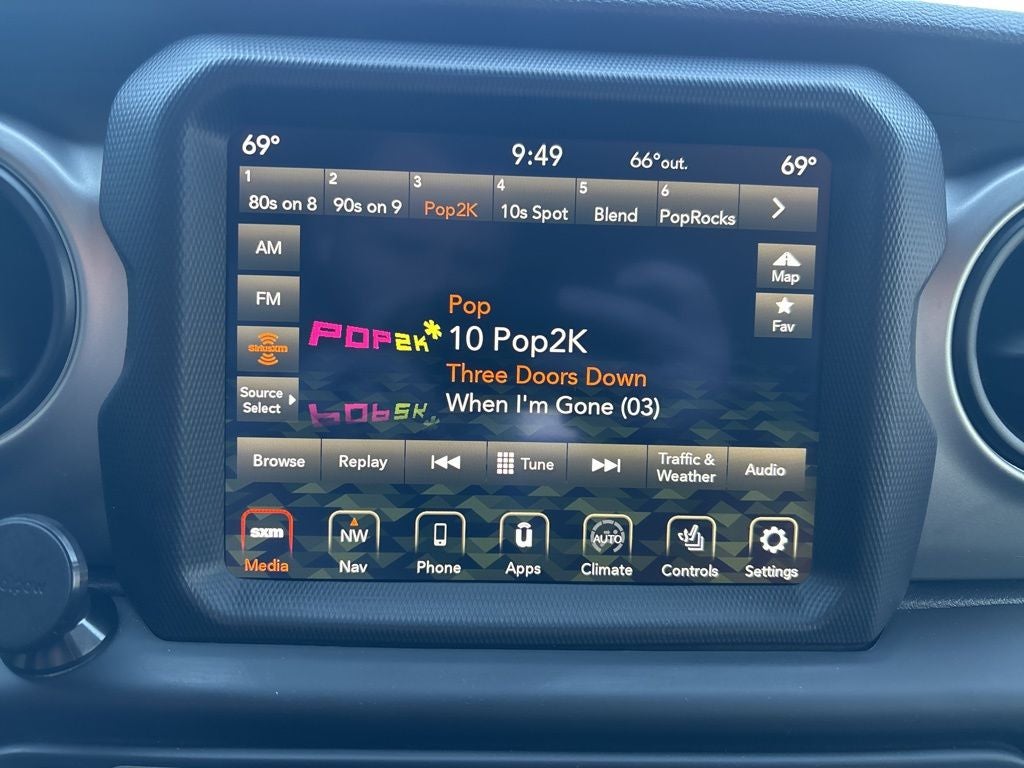 69°
9:49
66°out.
69°
1 80s on 8
2 90s on 9
3 Pop2K
4 10s Spot
5 Blend
6 PopRocks
AM
FM
siriusxm
Source
Select
Map
Fav
POP2K*
Pop
10 Pop2K
Three Doors Down
When I'm Gone (03)
Browse
Replay
Tune
Traffic &
Weather
Audio
sxm
Media
NW
Nav
Phone
u
Apps
AUTO
Climate
Controls
Settings